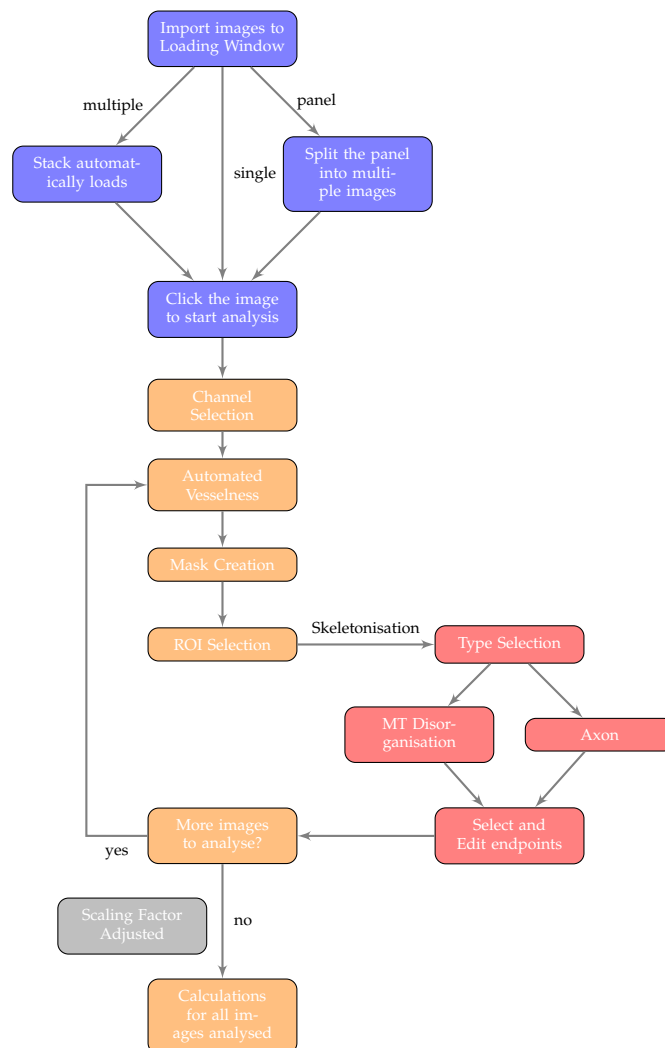 Import images to
Loading Window
multiple
panel
Stack automat-
ically loads
single
Split the panel
into multi-
ple images
Click the image
to start analysis
Channel
Selection
Automated
Vesselness
Mask Creation
ROI Selection
Skeletonisation
Type Selection
MT Disor-
ganisation
Axon
More images
to analyse?
Select and
Edit endpoints
yes
Scaling Factor
Adjusted
no
Calculations
for all im-
ages analysed